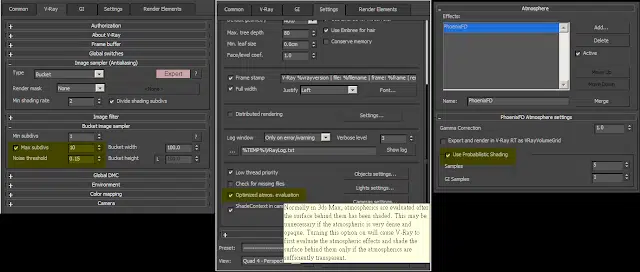 Common
V-Ray
GI
Settings
Render Elements
Authorization
About V-Ray
Frame buffer
Global switches
Image sampler (Antialiasing)
Type
Bucket
Expert
?
Render mask
None
Min shading rate
2
Divide shading subdivs
Image filter
Bucket image sampler
Min subdivs
1
?
Max subdivs
10
Bucket width
100.0
Noise threshold
0.15
Bucket height
L
100.0
Global DMC
Environment
Color mapping
Camera
Common
V-Ray
GI
Settings
Render Elements
Max. tree depth
80
Use Embree for hair
Min. leaf size
0.0cm
Conserve memory
Face/level coef.
1.0
Frame stamp
V-Ray %vrayversion | file: %filename | frame: %frame |
Full width
Justify
Left
Font...
Distributed rendering
Settings...
Log window
Only on error/warning
Verbose level
3
...
%TEMP%\VRayLog.txt
Show log
Low thread priority
Objects settings...
Check for missing files
Lights settings...
Optimized atmos. evaluation
ShadeContext in cam
Normally in 3ds Max, atmospherics are evaluated after
the surface behind them has been shaded. This may be
unnecessary if the atmospheric is very dense and
opaque. Turning this option on will cause V-Ray to
first evaluate the atmospheric effects and shade the
surface behind them only if the atmospherics are
sufficiently transparent.
Preset:
View:
Quad 4 - Perspective
Atmosphere
Effects:
PhoenixFD
Add...
Delete
Active
Move Up
Move Down
Name:
PhoenixFD
Merge
PhoenixFD Atmosphere settings
Gamma Correction
1.0
Export and render in V-Ray RT as VRayVolumeGrid
Use Probabilistic Shading
Samples
GI Samples